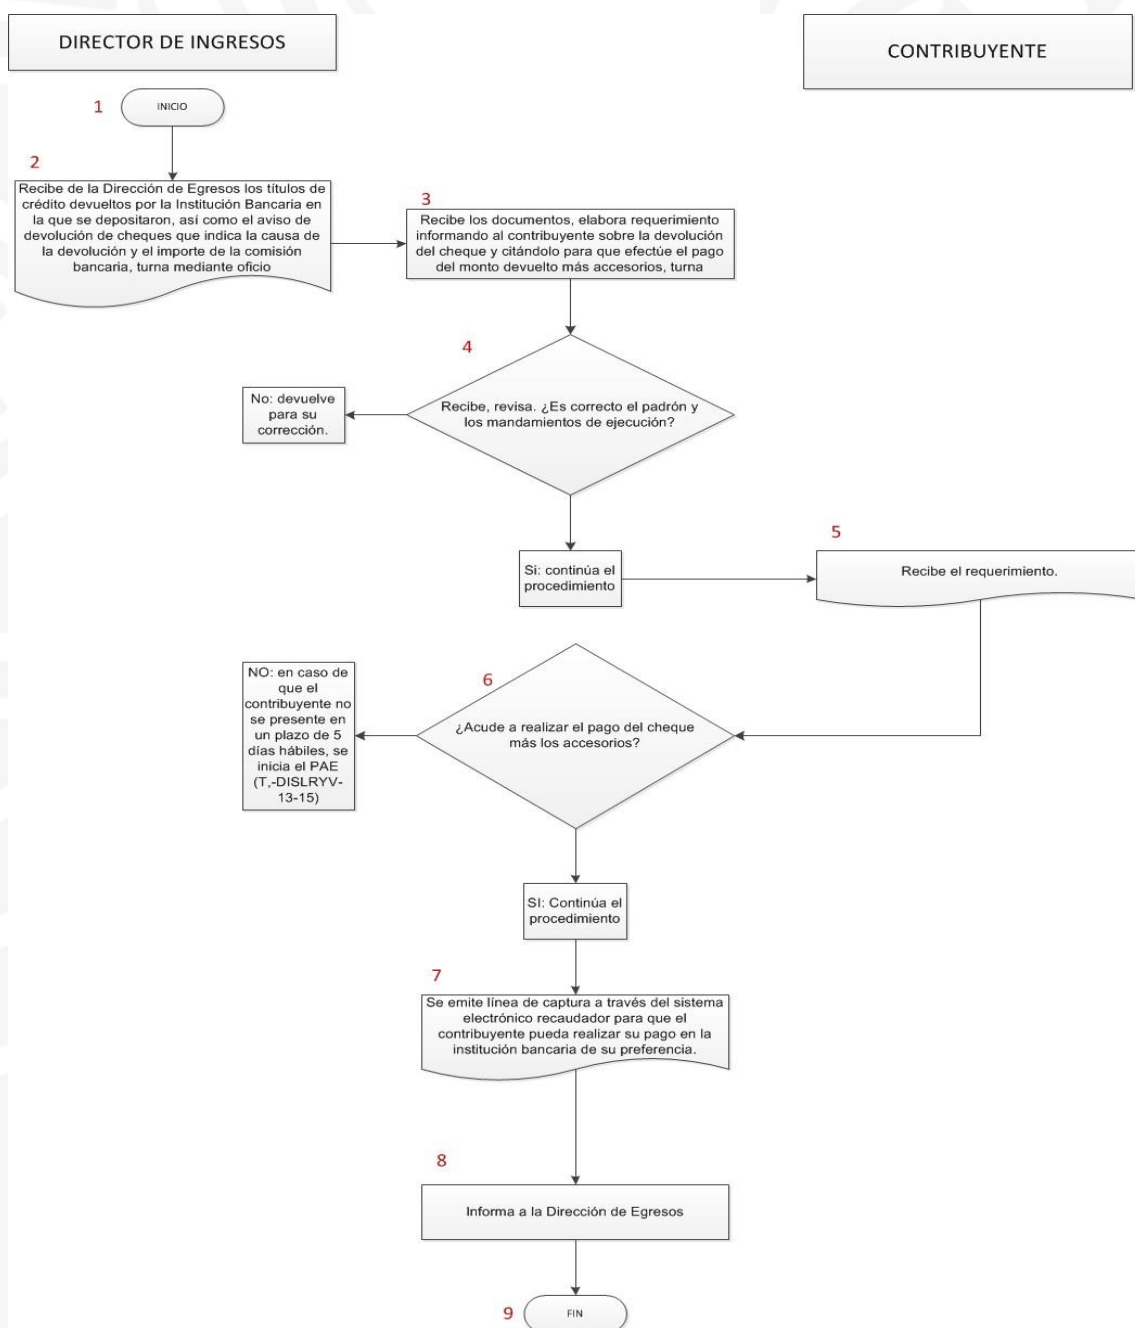 DIRECTOR DE INGRESOS
CONTRIBUYENTE
1
INICIO
2
Recibe de la Dirección de Egresos los títulos de
crédito devueltos por la Institución Bancaria en
la que se depositaron, así como el aviso de
devolución de cheques que indica la causa de
la devolución y el importe de la comisión
bancaria, turna mediante oficio
3
Recibe los documentos, elabora requerimiento
informando al contribuyente sobre la devolución
del cheque y citándolo para que efectúe el pago
del monto devuelto más accesorios, turna
4
Recibe, revisa. ¿Es correcto el padrón y
los mandamientos de ejecución?
No: devuelve
para su
corrección.
Si: continúa el
procedimiento
5
Recibe el requerimiento.
6
¿Acude a realizar el pago del cheque
más los accesorios?
NO: en caso de
que el
contribuyente no
se presente en
un plazo de 5
días hábiles, se
inicia el PAE
(T,-DISLRYV-
13-15)
SI: Continúa el
procedimiento
7
Se emite línea de captura a través del sistema
electrónico recaudador para que el
contribuyente pueda realizar su pago en la
institución bancaria de su preferencia.
8
Informa a la Dirección de Egresos
9
FIN